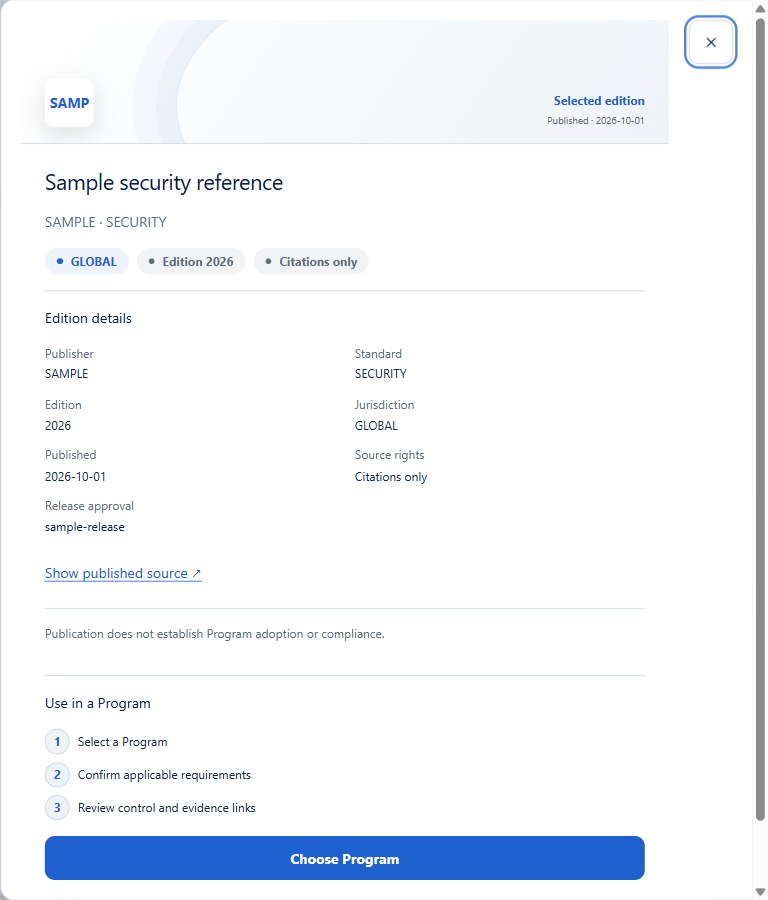 ×
SAMP
Selected edition
Published · 2026-10-01
Sample security reference
SAMPLE · SECURITY
• GLOBAL • Edition 2026 • Citations only
Edition details
Publisher Standard
SAMPLE SECURITY
Edition Jurisdiction
2026 GLOBAL
Published Source rights
2026-10-01 Citations only
Release approval
sample-release
Show published source ↗
Publication does not establish Program adoption or compliance.
Use in a Program
1 Select a Program
2 Confirm applicable requirements
3 Review control and evidence links
Choose Program